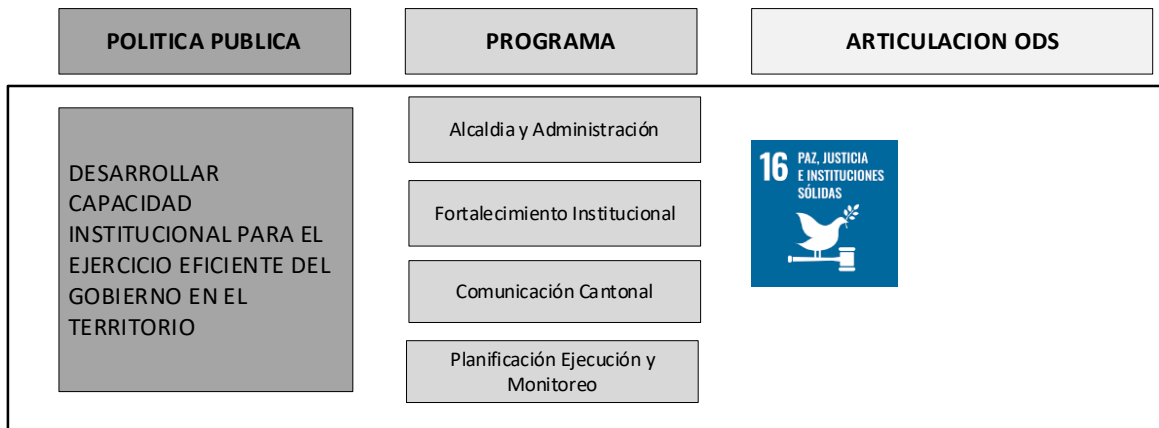 POLITICA PUBLICA
PROGRAMA
ARTICULACION ODS
DESARROLLAR
CAPACIDAD
INSTITUCIONAL PARA EL
EJERCICIO EFICIENTE DEL
GOBIERNO EN EL
TERRITORIO
Alcaldia y Administración
Fortalecimiento Institucional
Comunicación Cantonal
Planificación Ejecución y
Monitoreo
16 PAZ, JUSTICIA
E INSTITUCIONES
SÓLIDAS